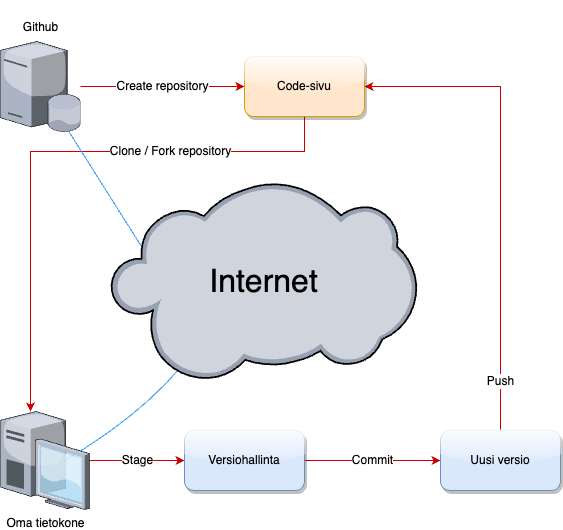 Github
Create repository
Code-sivu
Clone / Fork repository
Internet
Push
Stage
Versiohallinta
Commit
Uusi versio
Oma tietokone